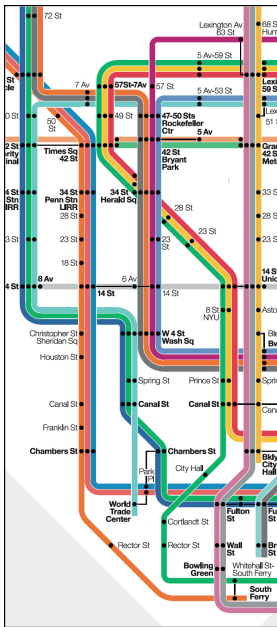 72 St
Lexington Av
63 St
68 S
Hunt
5 Av-59 St
St
cle
Lexi
59 S
7 Av
57St-7Av
57 St
5 Av-53 St
0 St
50
St
49 St
47-50 Sts
Rockefeller
Ctr
Lex
51
5 Av
2 St
ority
inal
Times Sq
42 St
42 St
Bryant
Park
Gran
42 S
Met
4 St
nn Stn
IRR
34 St
Penn Stn
LIRR
34 St
Herald Sq
33 S
28 St
28 St
28 S
3 St
23 St
23
St
23 St
23 S
18 St
4 St
8 Av
6 Av
14 St
14 St
14 S
Unic
8 St
NYU
Asto
Christopher St
Sheridan Sq
W 4 St
Wash Sq
Ble
Bw
Houston St
Spring St
Prince St
Sprin
Canal St
Canal St
Canal St
Cana
Franklin St
Chambers St
Chambers St
Bkly
City
Hall
Park
Pl
City Hall
World
Trade
Center
Fulton
St
Fu
St
Cortlandt St
Rector St
Rector St
Wall
St
Br
St
Bowling
Green
Whitehall St-
South Ferry
South
Ferry